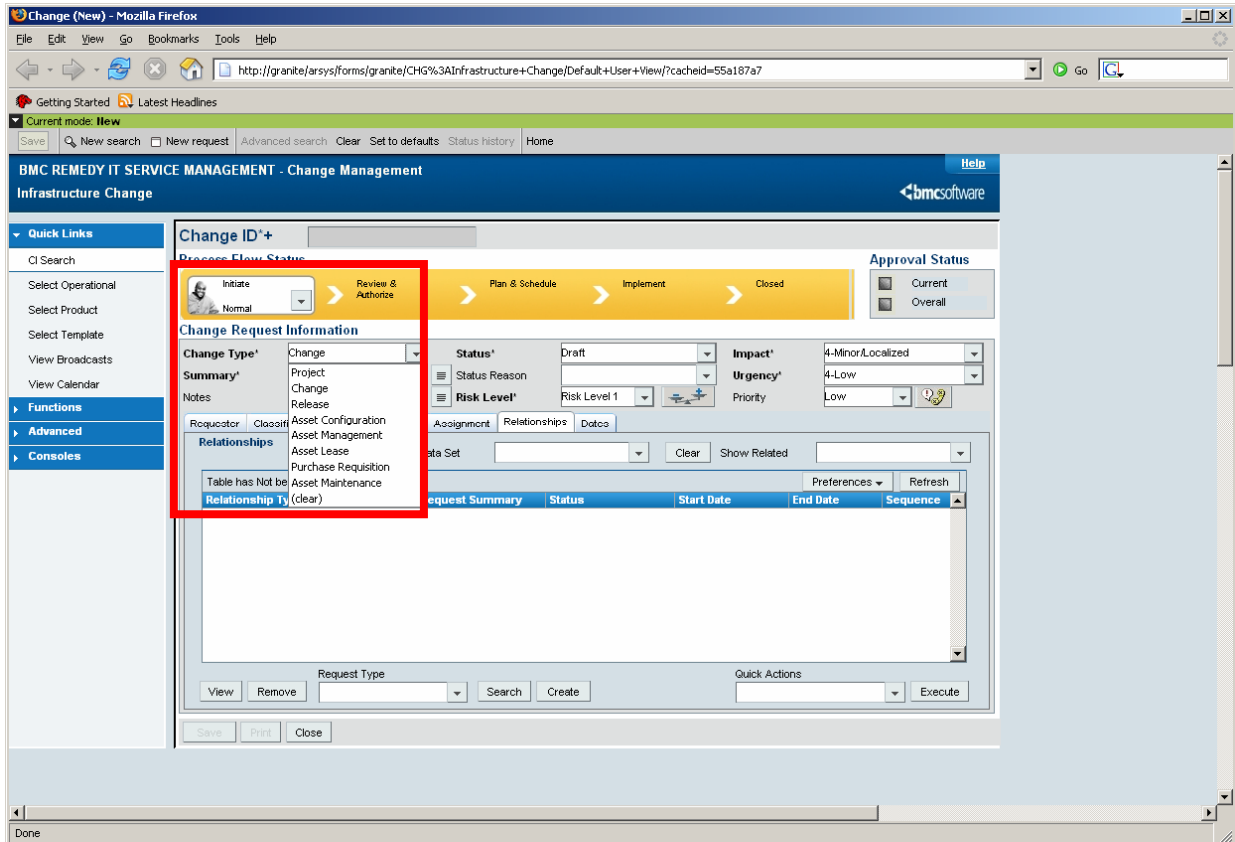 Change (New) - Mozilla Firefox
File Edit View Go Bookmarks Tools Help
http://granite/arsys/forms/granite/CHG%3AInfrastructure+Change/Default+User+View/?cacheid=55a187a7 Go
Getting Started Latest Headlines
Current mode: New
Save New search New request Advanced search Clear Set to defaults Status history Home
BMC REMEDY IT SERVICE MANAGEMENT - Change Management Help
Infrastructure Change bmcsoftware
Quick Links Change ID*+
CI Search Process Flow Status Approval Status
Select Operational Initiate Review & Plan & Schedule Implement Closed Current
Authorize
Select Product Normal Overall
Select Template Change Request Information
View Broadcasts Change Type* Change Status* Draft Impact* 4-Minor/Localized
View Calendar Summary* Project Status Reason Urgency* 4-Low
Change
Functions Notes Release Risk Level* Risk Level 1 Priority Low
Advanced Requester Asset Configuration Assignment Relationships Dates
Asset Management
Consoles Relationships Asset Lease Clear Show Related
Purchase Requisition
Table has Not Asset Maintenance Preferences Refresh
Relationship (clear) Summary Status Start Date End Date Sequence
Request Type Quick Actions
View Remove Search Create Execute
Save Print Close
Done